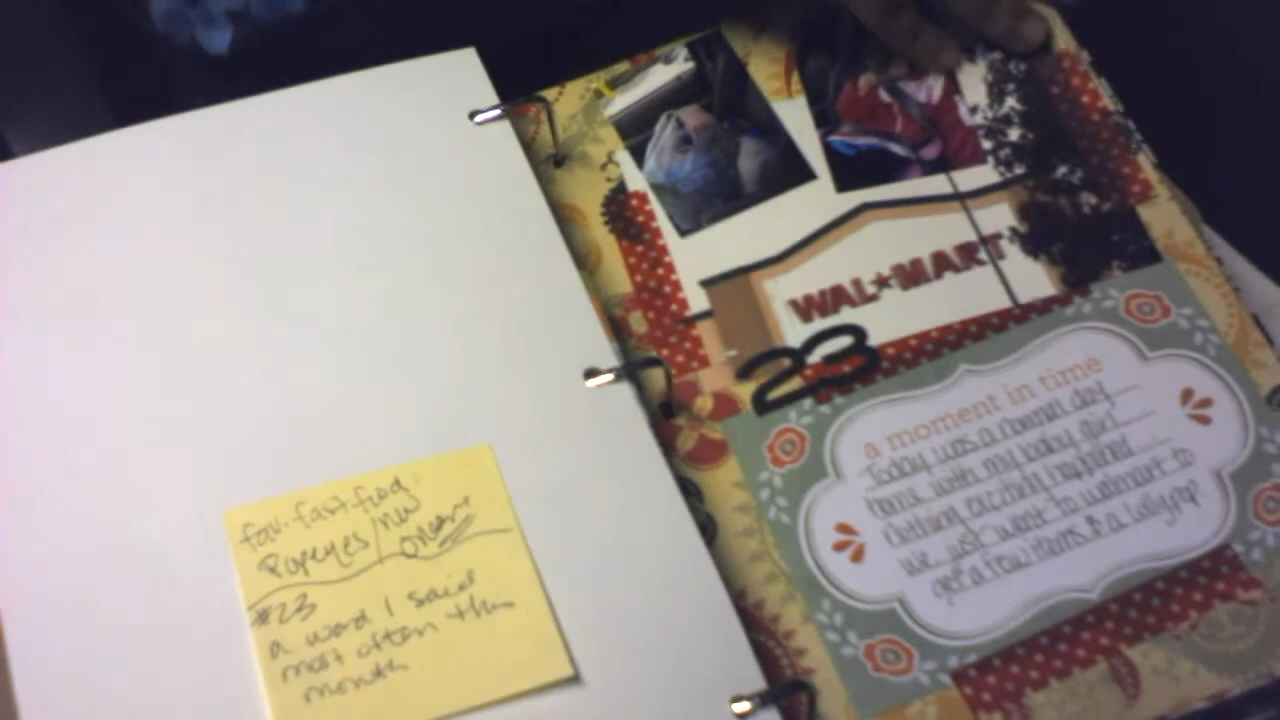 fav. fast food:
Popeyes/new
orleans
#23
a word I said
most often this
month
WAL★MART
23
a moment in time
Today was a normal day
home with my baby girl
Nothing exciting happened
we just went to walmart to
get a few items & a lollypop